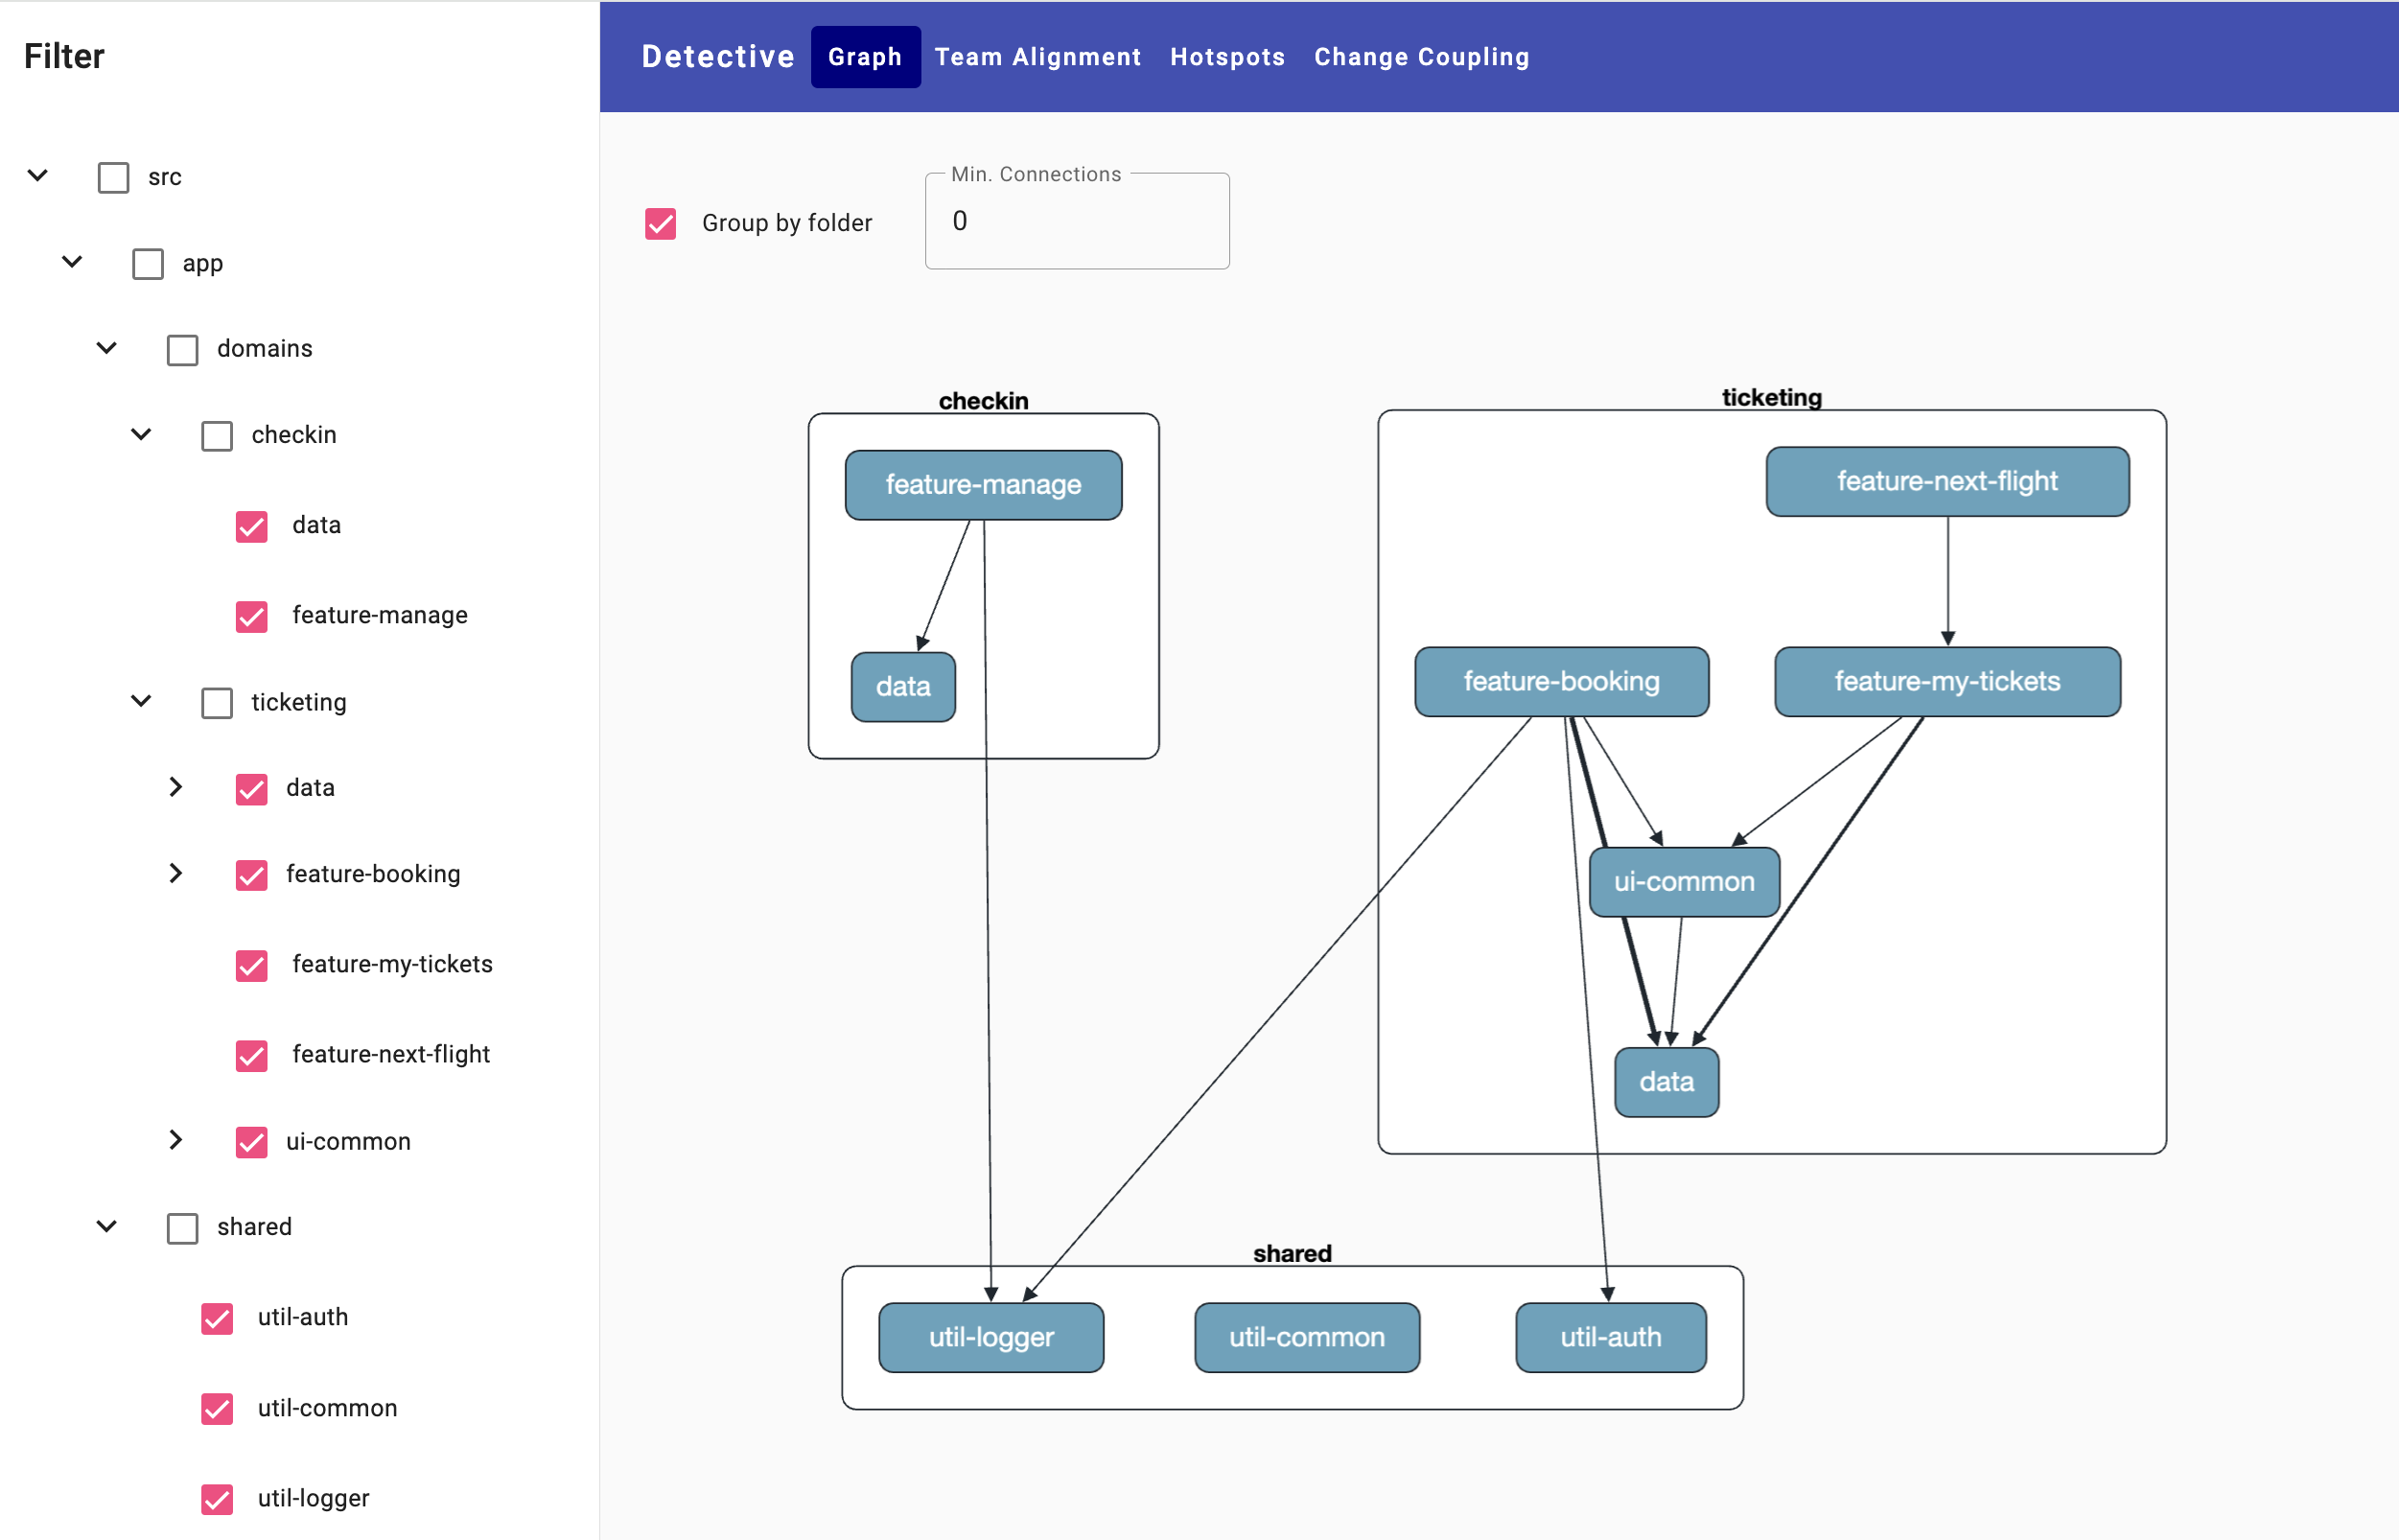 Filter
src
app
domains
checkin
data
feature-manage
ticketing
data
feature-booking
feature-my-tickets
feature-next-flight
ui-common
shared
util-auth
util-common
util-logger
Detective Graph Team Alignment Hotspots Change Coupling
Min. Connections
Group by folder 0
checkin
feature-manage
data
ticketing
feature-next-flight
feature-booking feature-my-tickets
ui-common
data
shared
util-logger util-common util-auth